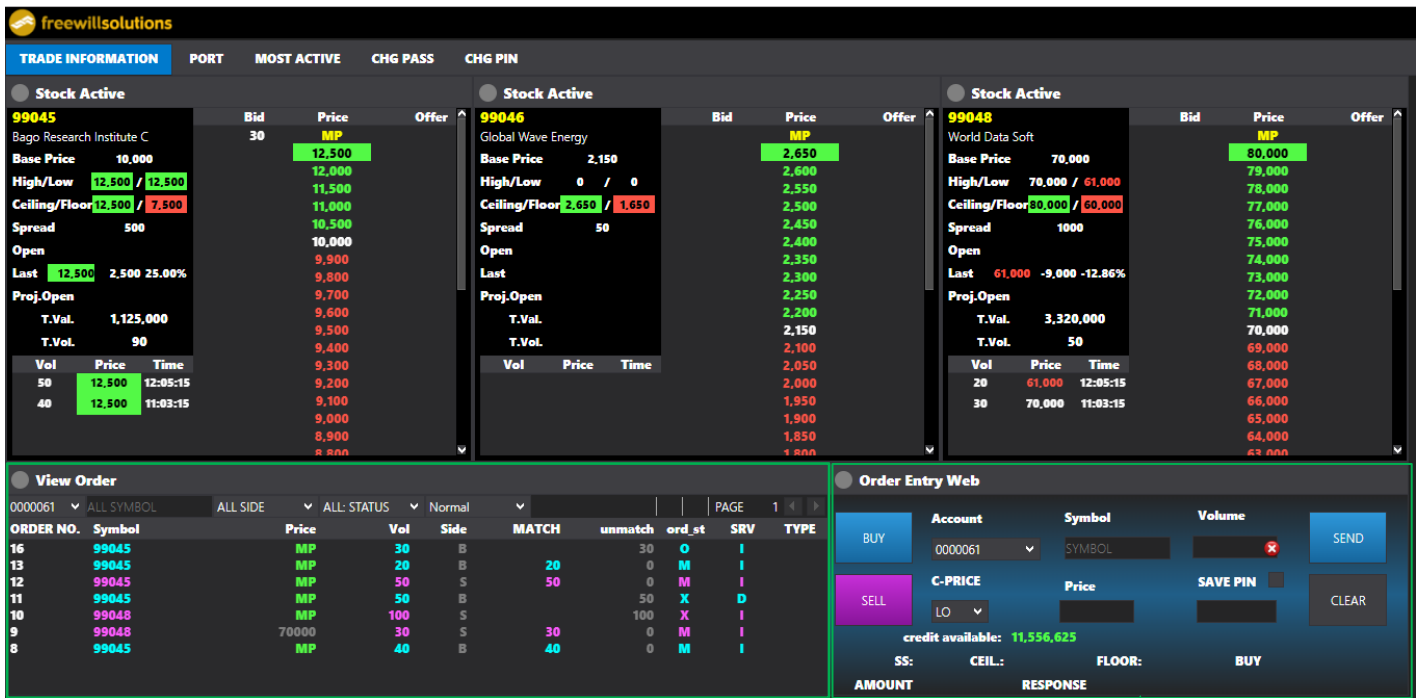 freewillsolutions
TRADE INFORMATION PORT MOST ACTIVE CHG PASS CHG PIN
Stock Active
99045
Bago Research Institute C
Base Price 10,000
High/Low 12,500 / 12,500
Ceiling/Floor 12,500 / 7,500
Spread 500
Open
Last 12,500 2,500 25.00%
Proj.Open
T.Val. 1,125,000
T.Vol. 90
Vol Price Time
50 12,500 12:05:15
40 12,500 11:03:15
Bid Price Offer
30 MP
12,500
12,000
11,500
11,000
10,500
10,000
9,900
9,800
9,700
9,600
9,500
9,400
9,300
9,200
9,100
9,000
8,900
8,800
Stock Active
99046
Global Wave Energy
Base Price 2,150
High/Low 0 / 0
Ceiling/Floor 2,650 / 1,650
Spread 50
Open
Last
Proj.Open
T.Val.
T.Vol.
Vol Price Time
Bid Price Offer
MP
2,650
2,600
2,550
2,500
2,450
2,400
2,350
2,300
2,250
2,200
2,150
2,100
2,050
2,000
1,950
1,900
1,850
1,800
Stock Active
99048
World Data Soft
Base Price 70,000
High/Low 70,000 / 61,000
Ceiling/Floor 80,000 / 60,000
Spread 1000
Open
Last 61,000 -9,000 -12.86%
Proj.Open
T.Val. 3,320,000
T.Vol. 50
Vol Price Time
20 61,000 12:05:15
30 70,000 11:03:15
Bid Price Offer
MP
80,000
79,000
78,000
77,000
76,000
75,000
74,000
73,000
72,000
71,000
70,000
69,000
68,000
67,000
66,000
65,000
64,000
63,000
View Order
0000061 ALL SYMBOL ALL SIDE ALL: STATUS Normal PAGE 1
ORDER NO. Symbol Price Vol Side MATCH unmatch ord_st SRV TYPE
16 99045 MP 30 B 30 O I
13 99045 MP 20 B 20 0 M I
12 99045 MP 50 S 50 0 M I
11 99045 MP 50 B 50 X D
10 99048 MP 100 S 100 X I
9 99048 70000 30 S 30 0 M I
8 99045 MP 40 B 40 0 M I
Order Entry Web
BUY
SELL
Account Symbol Volume
0000061 SYMBOL
C-PRICE Price SAVE PIN
LO
SEND
CLEAR
credit available: 11,556,625
SS: CEIL.: FLOOR: BUY
AMOUNT RESPONSE